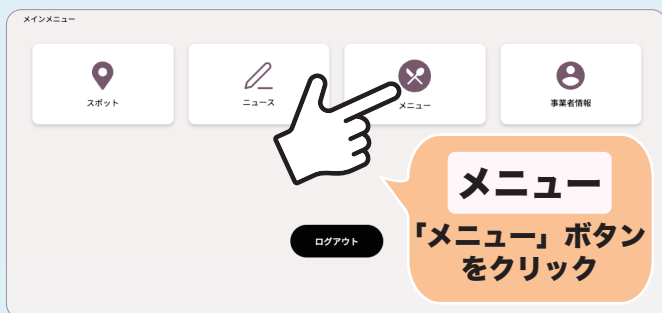 メインメニュー
スポット
ニュース
メニュー
事業者情報
メニュー
「メニュー」ボタン
をクリック
ログアウト